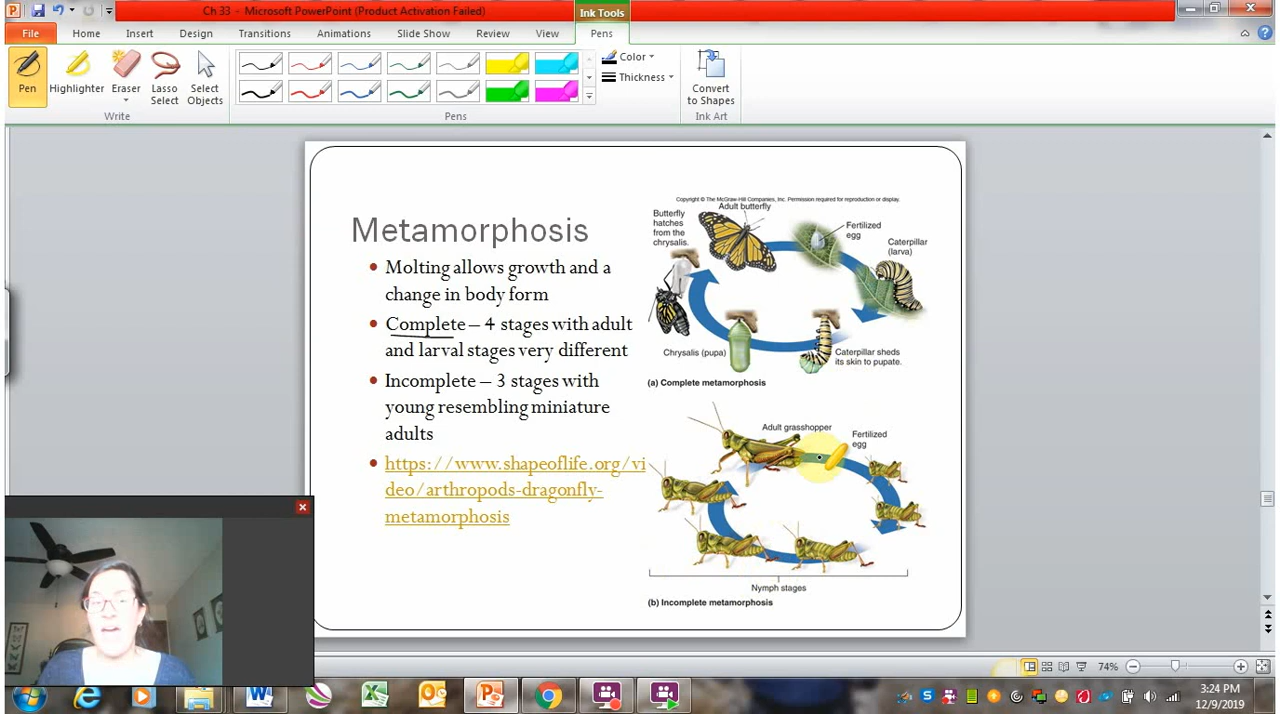 Ch 33 - Microsoft PowerPoint (Product Activation Failed)
Ink Tools
File
Home
Insert
Design
Transitions
Animations
Slide Show
Review
View
Pens
Pen
Highlighter
Eraser
Lasso
Select
Select
Objects
Write
Pens
Color
Thickness
Convert
to Shapes
Ink Art
Metamorphosis
• Molting allows growth and a
change in body form
• Complete – 4 stages with adult
and larval stages very different
• Incomplete – 3 stages with
young resembling miniature
adults
• https://www.shapeoflife.org/vi
deo/arthropods-dragonfly-
metamorphosis
Copyright © The McGraw-Hill Companies, Inc. Permission required for reproduction or display.
Adult butterfly
Butterfly
hatches
from the
chrysalis.
Fertilized
egg
Caterpillar
(larva)
Chrysalis (pupa)
Caterpillar sheds
its skin to pupate.
(a) Complete metamorphosis
Adult grasshopper
Fertilized
egg
Nymph stages
(b) Incomplete metamorphosis
74%
3:24 PM
12/9/2019